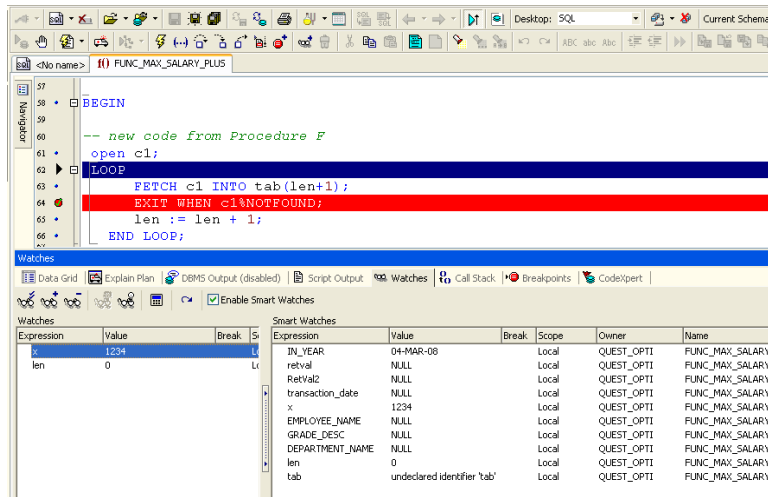 Desktop: SQL Current Schema
ABC abc Abc
<No name> f() FUNC_MAX_SALARY_PLUS
Navigator
57
58 BEGIN
59
60 -- new code from Procedure F
61 open c1;
62 LOOP
63 FETCH c1 INTO tab(len+1);
64 EXIT WHEN c1%NOTFOUND;
65 len := len + 1;
66 END LOOP;
Watches
Data Grid Explain Plan DBMS Output (disabled) Script Output Watches Call Stack Breakpoints CodeXpert
Enable Smart Watches
Watches Smart Watches
Expression Value Break Sc Expression Value Break Scope Owner Name
x 1234 Lo IN_YEAR 04-MAR-08 Local QUEST_OPTI FUNC_MAX_SALARY
len 0 Lo retval NULL Local QUEST_OPTI FUNC_MAX_SALARY
RetVal2 NULL Local QUEST_OPTI FUNC_MAX_SALARY
transaction_date NULL Local QUEST_OPTI FUNC_MAX_SALARY
x 1234 Local QUEST_OPTI FUNC_MAX_SALARY
EMPLOYEE_NAME NULL Local QUEST_OPTI FUNC_MAX_SALARY
GRADE_DESC NULL Local QUEST_OPTI FUNC_MAX_SALARY
DEPARTMENT_NAME NULL Local QUEST_OPTI FUNC_MAX_SALARY
len 0 Local QUEST_OPTI FUNC_MAX_SALARY
tab undeclared identifier 'tab' Local QUEST_OPTI FUNC_MAX_SALARY